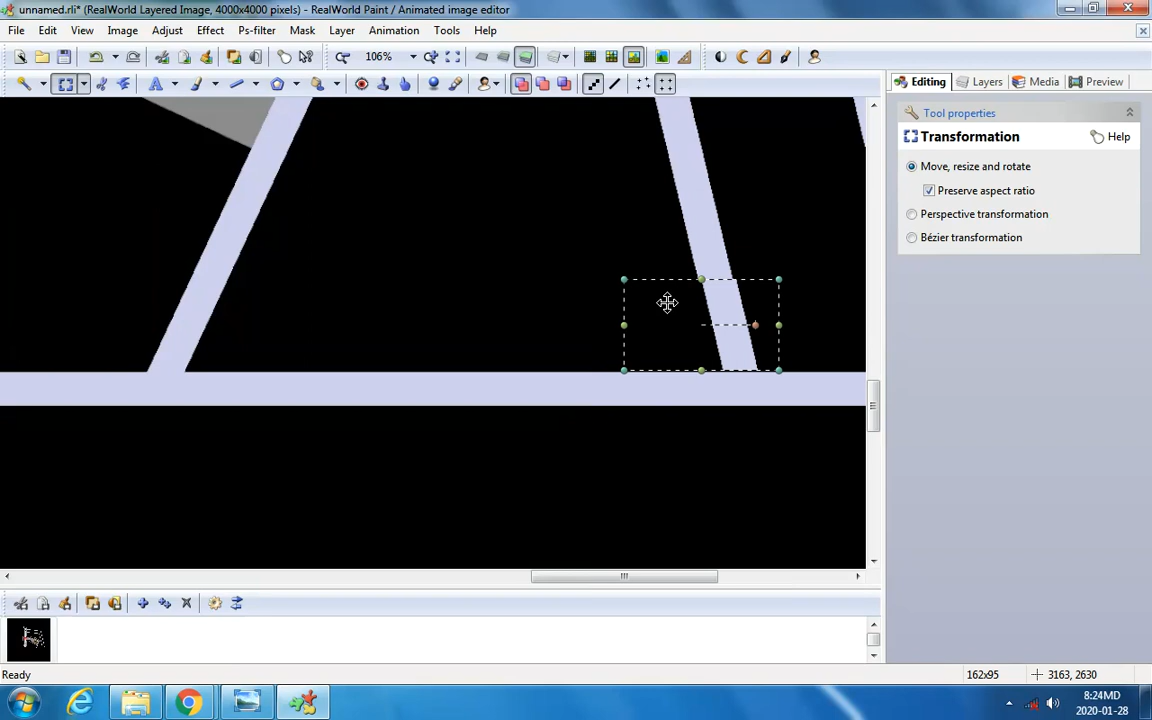 unnamed.rli* (RealWorld Layered Image, 4000x4000 pixels) - RealWorld Paint / Animated image editor
File Edit View Image Adjust Effect Ps-filter Mask Layer Animation Tools Help
106%
Editing Layers Media Preview
Tool properties
Transformation Help
Move, resize and rotate
Preserve aspect ratio
Perspective transformation
Bézier transformation
Ready 162x95 3163, 2630
8:24MD
2020-01-28